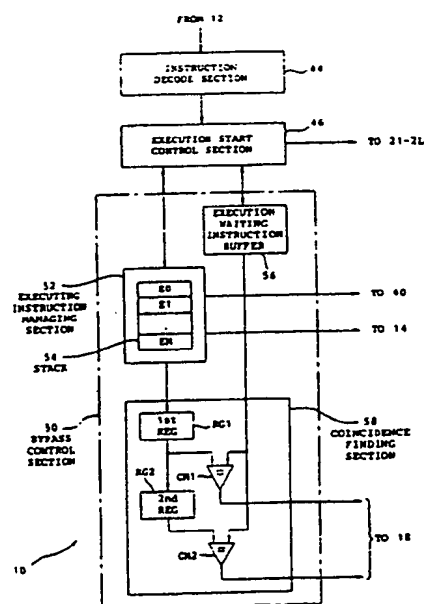 FROM 12
INSTRUCTION
DECODE SECTION
44
EXECUTION START
CONTROL SECTION
46
TO 21-2L
EXECUTION
WAITING
INSTRUCTION
BUFFER
56
52
EXECUTING
INSTRUCTION
MANAGING
SECTION
E0
E1
EM
54
STACK
TO 40
TO 14
50
BYPASS
CONTROL
SECTION
1st
REG
RG1
RG2
2nd
REG
CM1
CM2
58
COINCIDENCE
FINDING
SECTION
TO 18
10